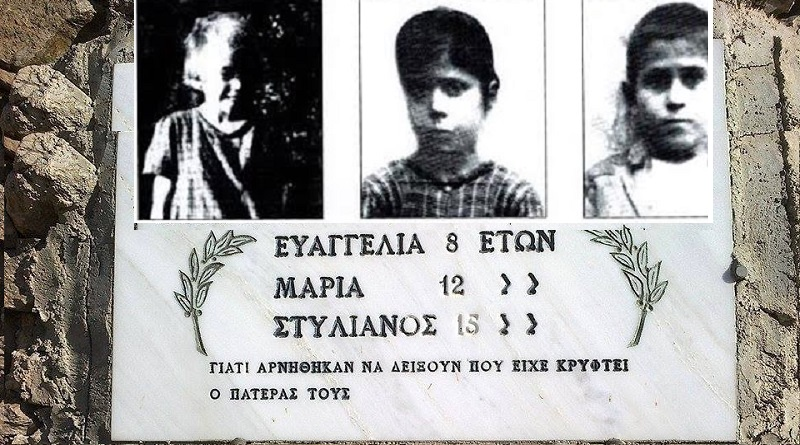 ΕΥΑΓΓΕΛΙΑ 8 ΕΤΩΝ
ΜΑΡΙΑ 12 》
ΣΤΥΛΙΑΝΟΣ 15 》
ΓΙΑΤΙ ΑΡΝΗΘΗΚΑΝ ΝΑ ΔΕΙΞΟΥΝ ΠΟΥ ΕΙΧΕ ΚΡΥΦΤΕΙ
Ο ΠΑΤΕΡΑΣ ΤΟΥΣ